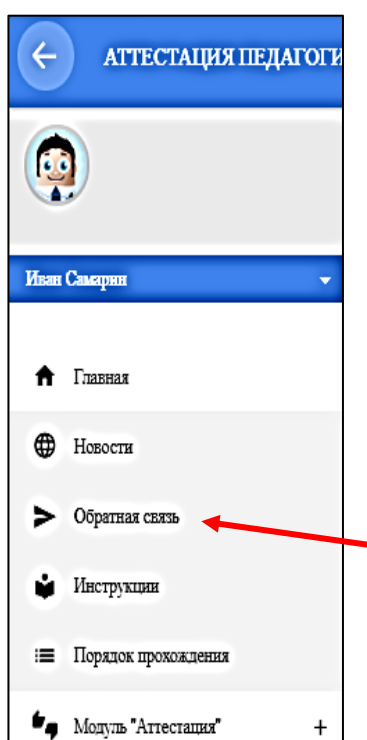 АТТЕСТАЦИЯ ПЕДАГОГИ
Иван Самарин
Главная
Новости
Обратная связь
Инструкции
Порядок прохождения
Модуль "Аттестация" +